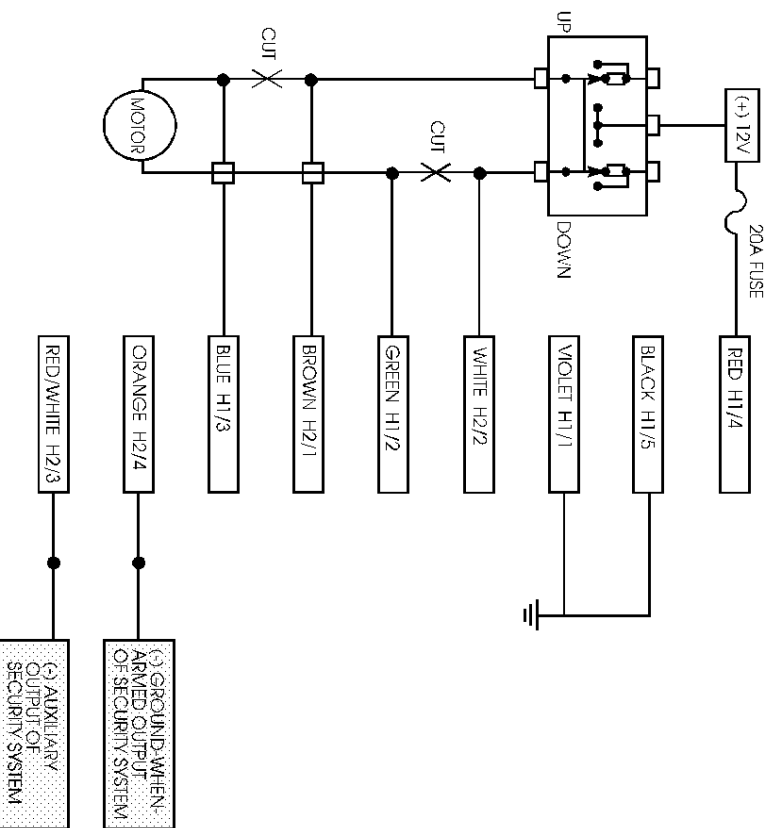 UP
DOWN
(+) 12V
20A FUSE
CUT
CUT
MOTOR
RED H1/4
BLACK H1/5
VIOLET H1/1
WHITE H2/2
GREEN H1/2
BROWN H2/1
BLUE H1/3
ORANGE H2/4
RED/WHITE H2/3
(-) GROUND-WHEN-
ARMED OUTPUT
OF SECURITY SYSTEM
(-) AUXILIARY
OUTPUT OF
SECURITY SYSTEM